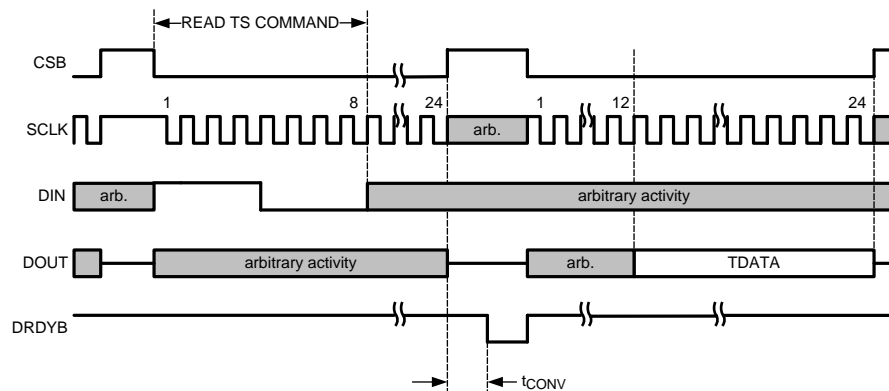 READ TS COMMAND
CSB
1 8 24 1 12 24
SCLK arb.
DIN arb. arbitrary activity
DOUT arbitrary activity arb. TDATA
DRDYB
tCONV